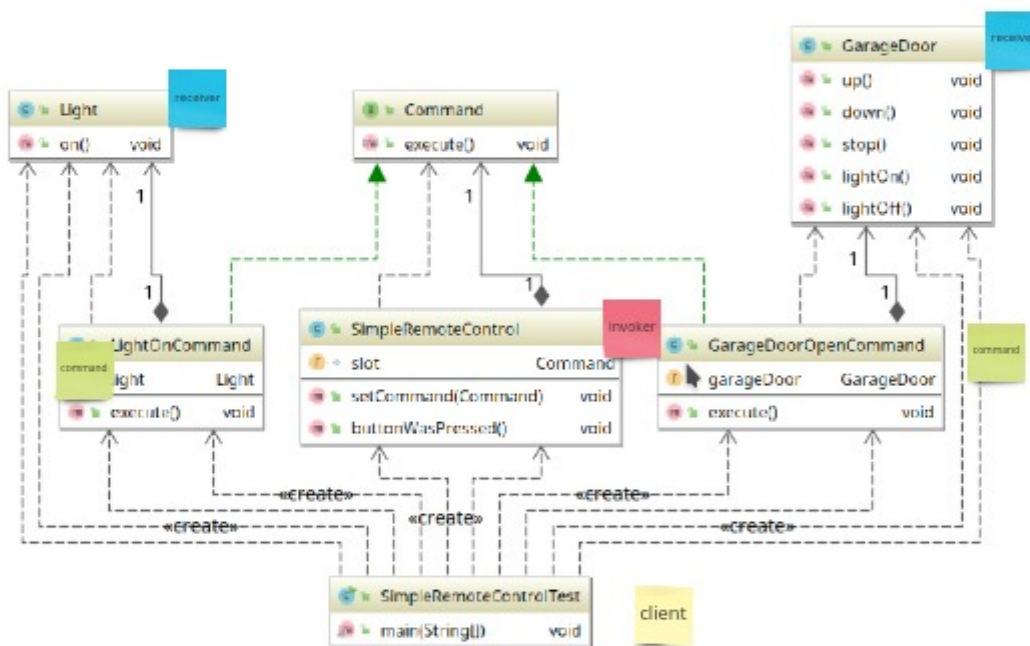 GarageDoor
receive
up() void
down() void
stop() void
lightOn() void
lightOff() void
Light
receiver
on() void
Command
execute() void
1
1
1
1
1
1
LightOnCommand
command
light Light
execute() void
SimpleRemoteControl
invoker
slot Command
setCommand(Command) void
buttonWasPressed() void
GarageDoorOpenCommand
command
garageDoor GarageDoor
execute() void
«create» «create»
«create» «create» «create»
SimpleRemoteControlTest
main(String[]) void
client